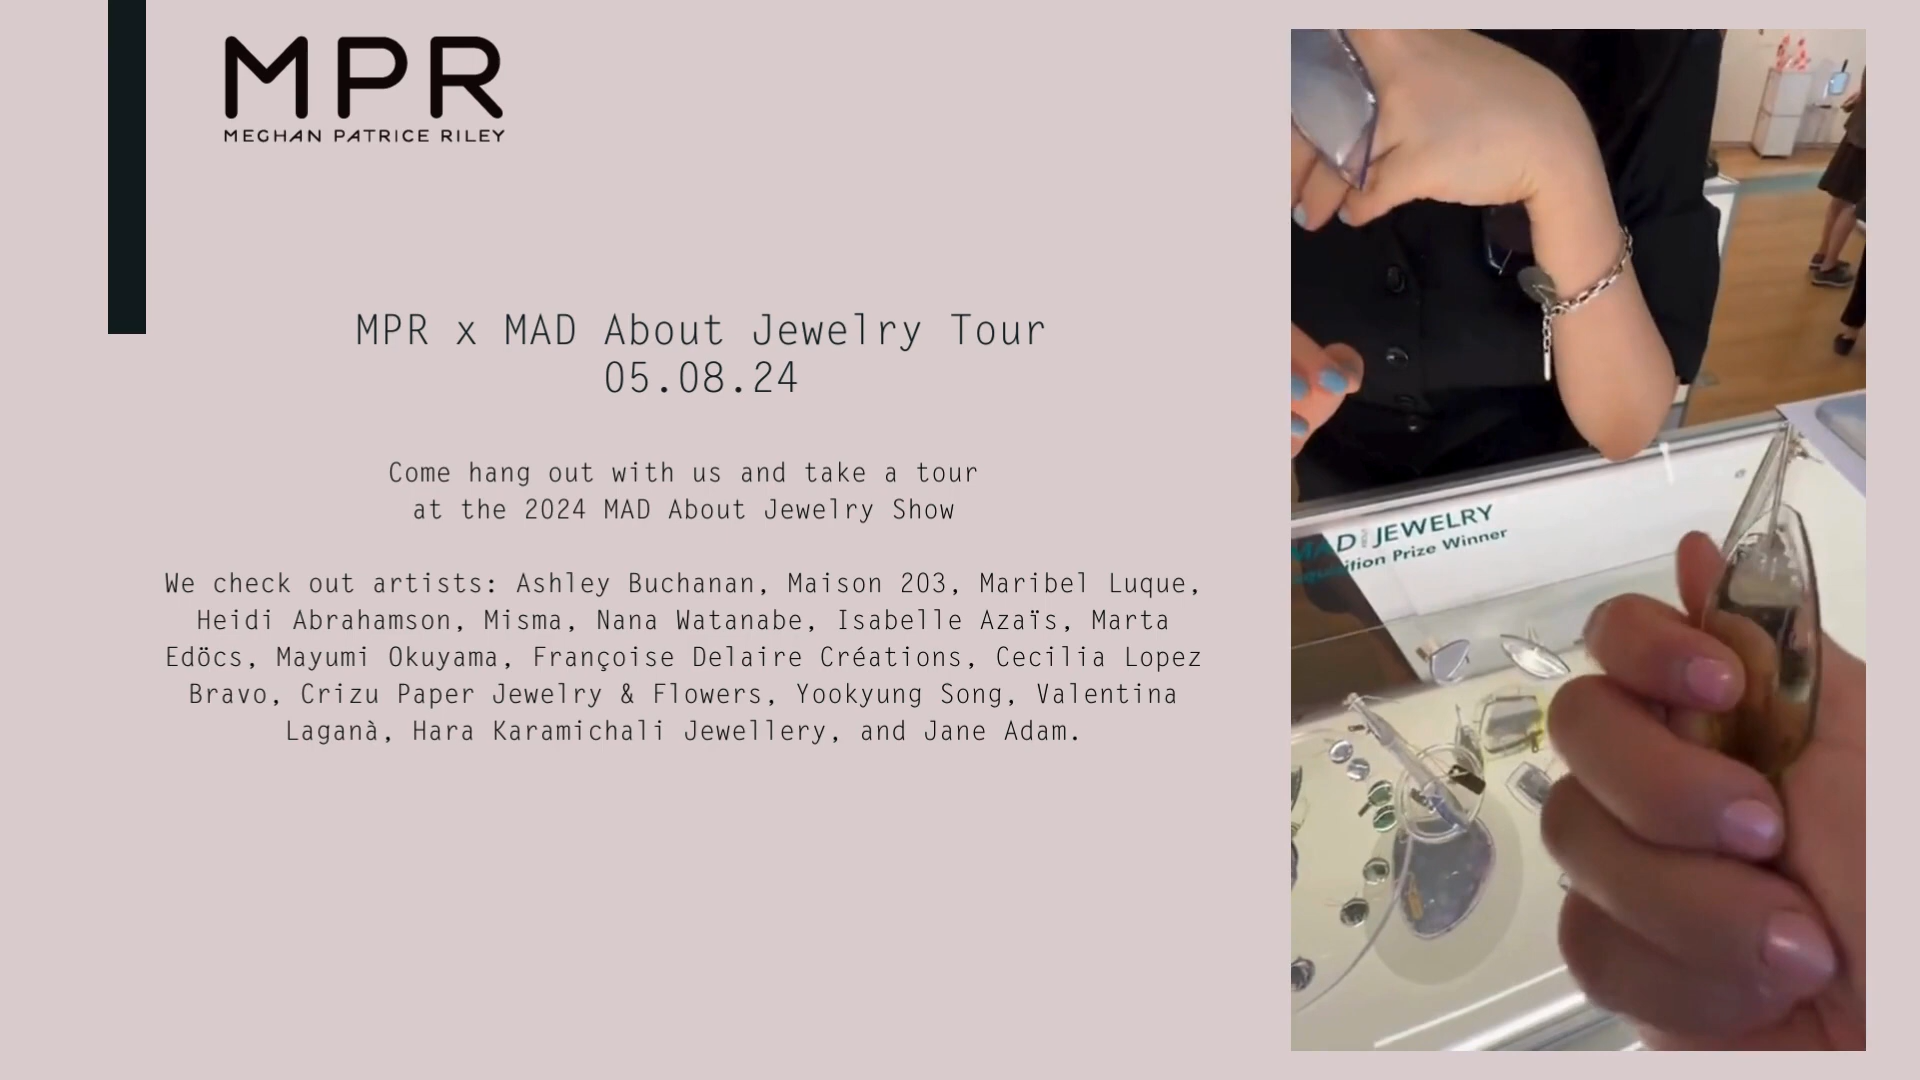 MPR
MEGHAN PATRICE RILEY
MPR x MAD About Jewelry Tour
05.08.24
Come hang out with us and take a tour
at the 2024 MAD About Jewelry Show
We check out artists: Ashley Buchanan, Maison 203, Maribel Luque,
Heidi Abrahamson, Misma, Nana Watanabe, Isabelle Azaïs, Marta
Edöcs, Mayumi Okuyama, Françoise Delaire Créations, Cecilia Lopez
Bravo, Crizu Paper Jewelry & Flowers, Yookyung Song, Valentina
Laganà, Hara Karamichali Jewellery, and Jane Adam.
MAD ABOUT JEWELRY
Prize Winner